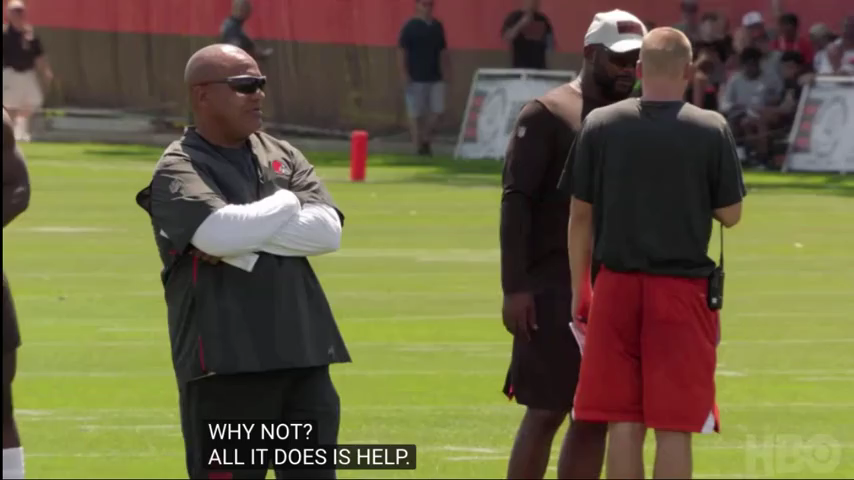 WHY NOT?
ALL IT DOES IS HELP.
HBO